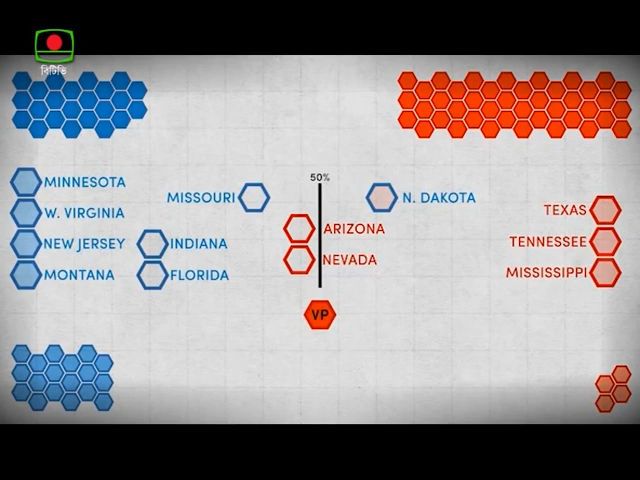 বিটিভি
MINNESOTA
W. VIRGINIA
NEW JERSEY
MONTANA
MISSOURI
INDIANA
FLORIDA
50%
ARIZONA
NEVADA
VP
N. DAKOTA
TEXAS
TENNESSEE
MISSISSIPPI